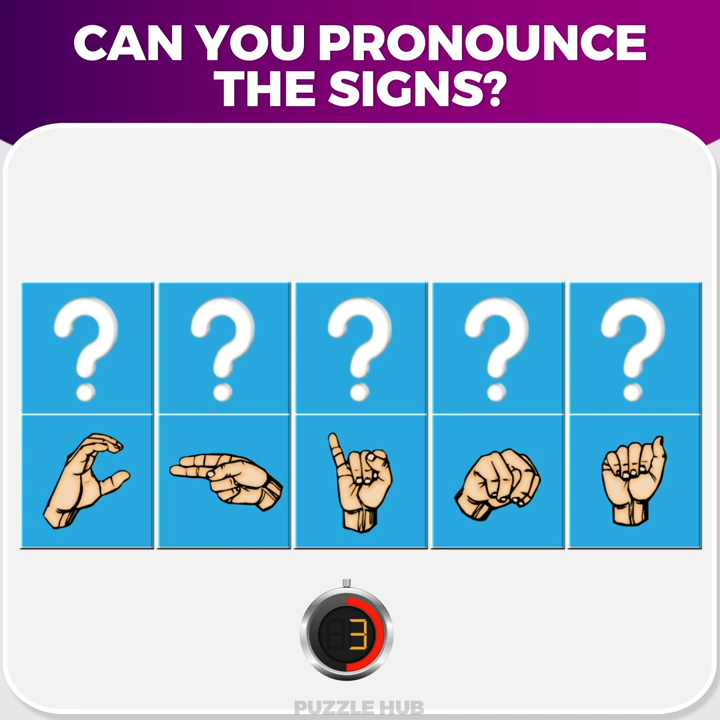 CAN YOU PRONOUNCE
THE SIGNS?
? ? ? ? ?
3
PUZZLE HUB